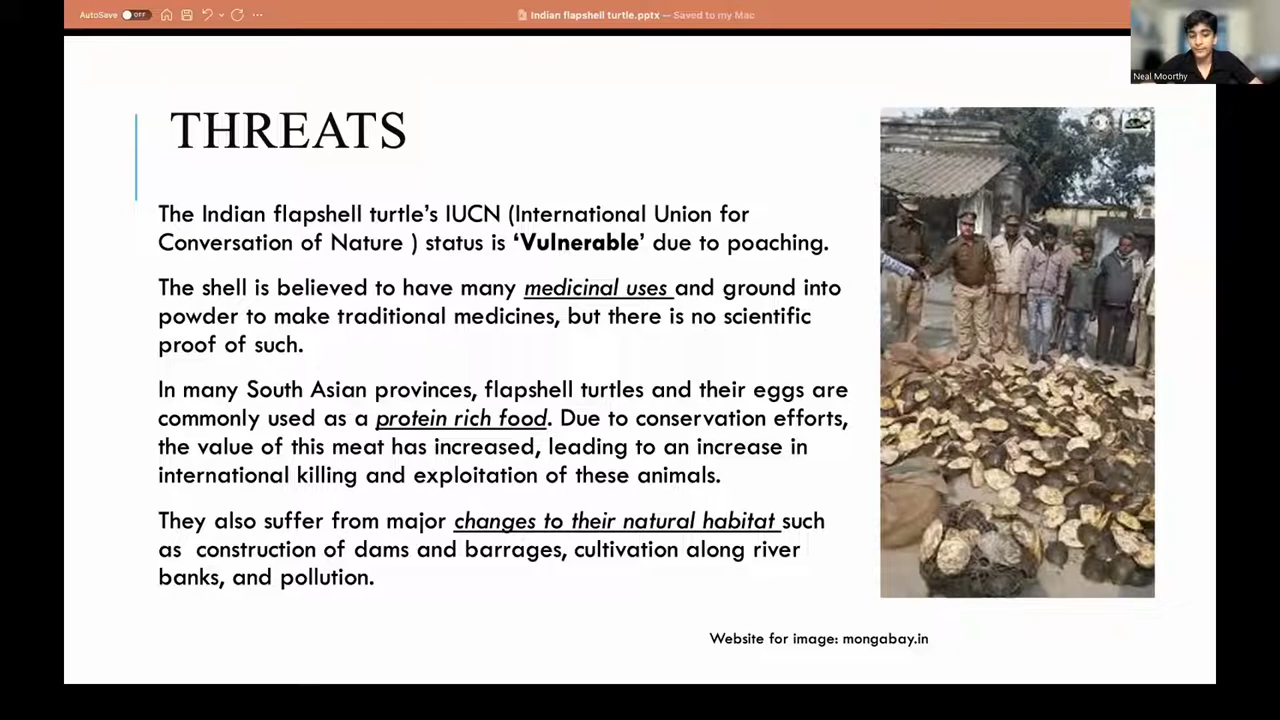 AutoSave OFF
Indian flapshell turtle.pptx — Saved to my Mac
Neal Moorthy
THREATS
The Indian flapshell turtle's IUCN (International Union for
Conversation of Nature ) status is ‘Vulnerable’ due to poaching.
The shell is believed to have many medicinal uses and ground into
powder to make traditional medicines, but there is no scientific
proof of such.
In many South Asian provinces, flapshell turtles and their eggs are
commonly used as a protein rich food. Due to conservation efforts,
the value of this meat has increased, leading to an increase in
international killing and exploitation of these animals.
They also suffer from major changes to their natural habitat such
as  construction of dams and barrages, cultivation along river
banks, and pollution.
Website for image: mongabay.in